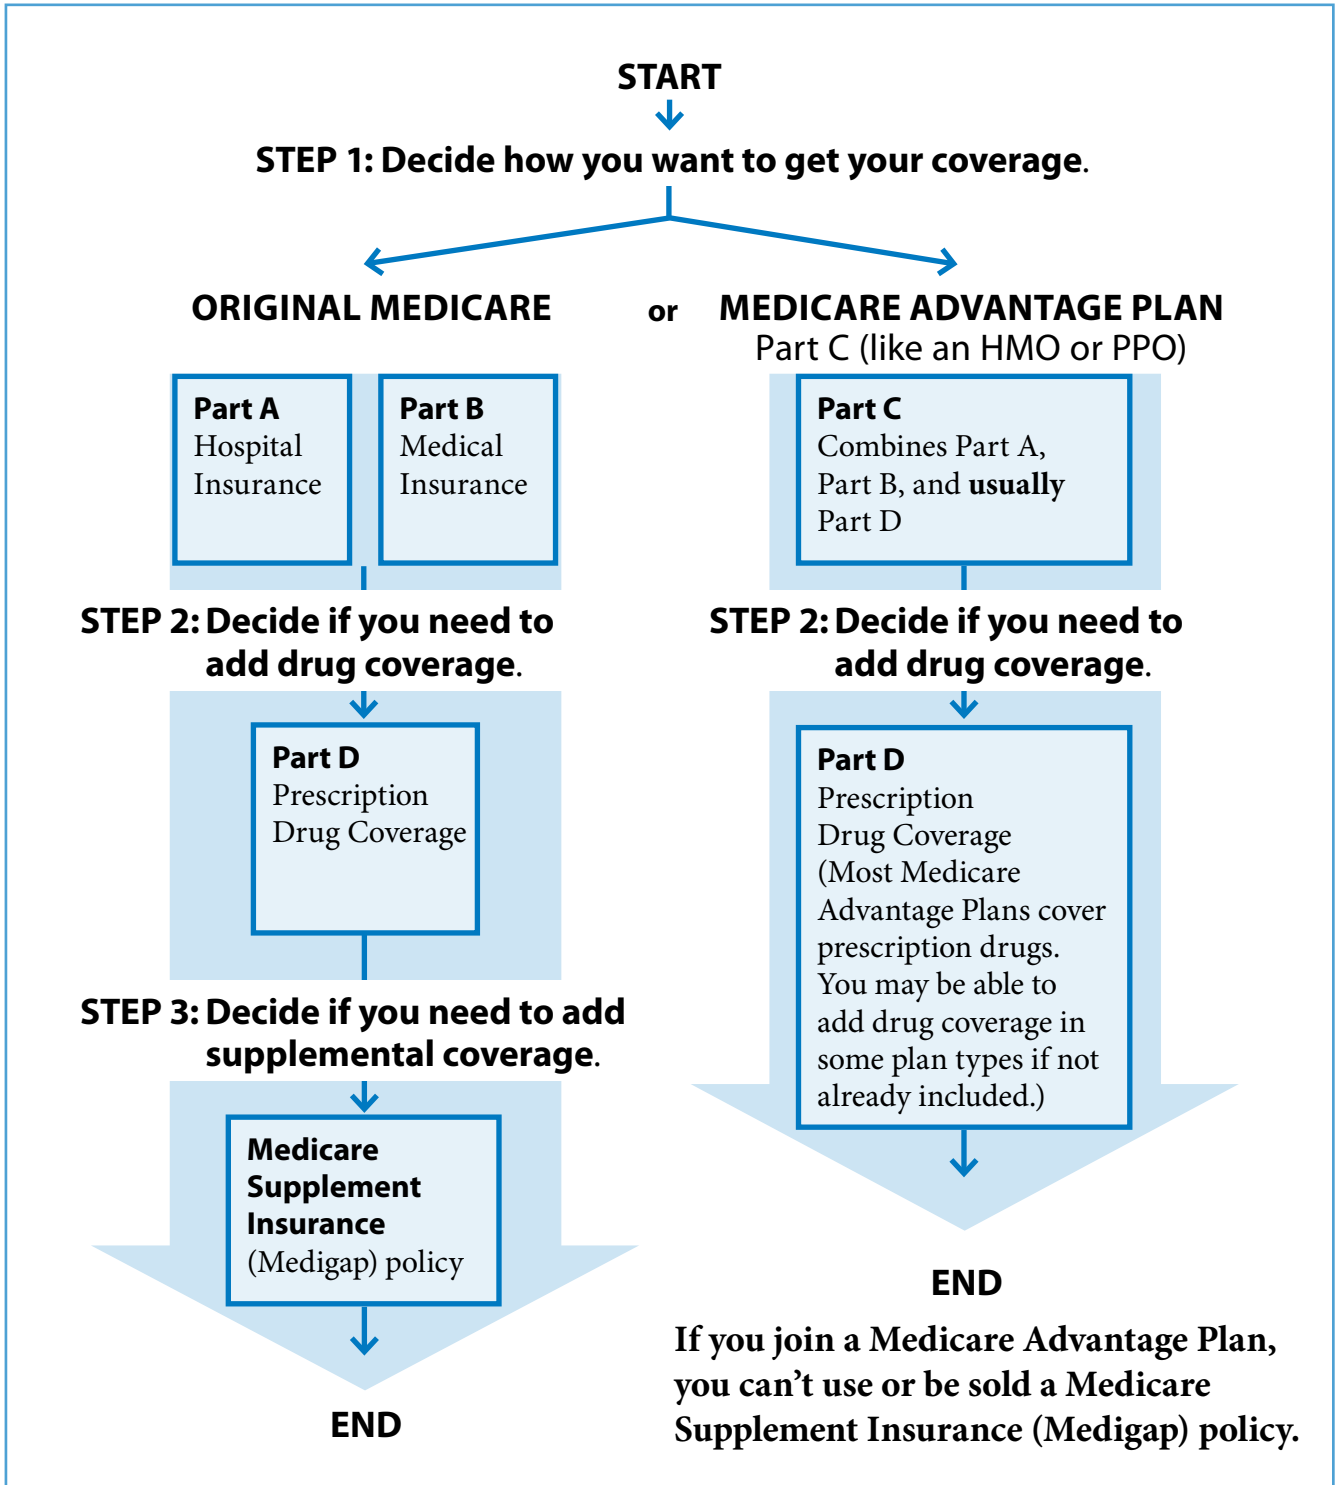 START
STEP 1: Decide how you want to get your coverage.
ORIGINAL MEDICARE or MEDICARE ADVANTAGE PLAN
Part C (like an HMO or PPO)
Part A
Hospital
Insurance
Part B
Medical
Insurance
STEP 2: Decide if you need to
add drug coverage.
Part D
Prescription
Drug Coverage
STEP 3: Decide if you need to add
supplemental coverage.
Medicare
Supplement
Insurance
(Medigap) policy
END
Part C
Combines Part A,
Part B, and usually
Part D
STEP 2: Decide if you need to
add drug coverage.
Part D
Prescription
Drug Coverage
(Most Medicare
Advantage Plans cover
prescription drugs.
You may be able to
add drug coverage in
some plan types if not
already included.)
END
If you join a Medicare Advantage Plan,
you can't use or be sold a Medicare
Supplement Insurance (Medigap) policy.